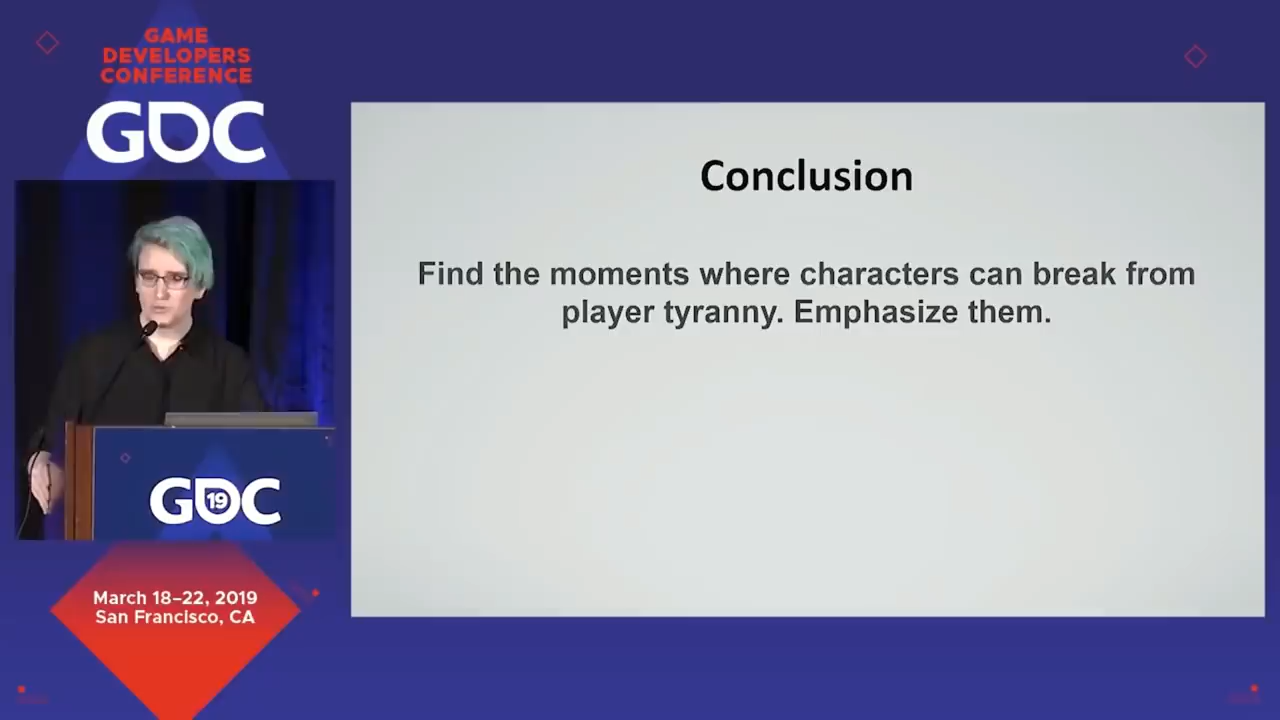 GAME
DEVELOPERS
CONFERENCE
GDC
Conclusion
Find the moments where characters can break from
player tyranny. Emphasize them.
GDC
19
March 18–22, 2019
San Francisco, CA